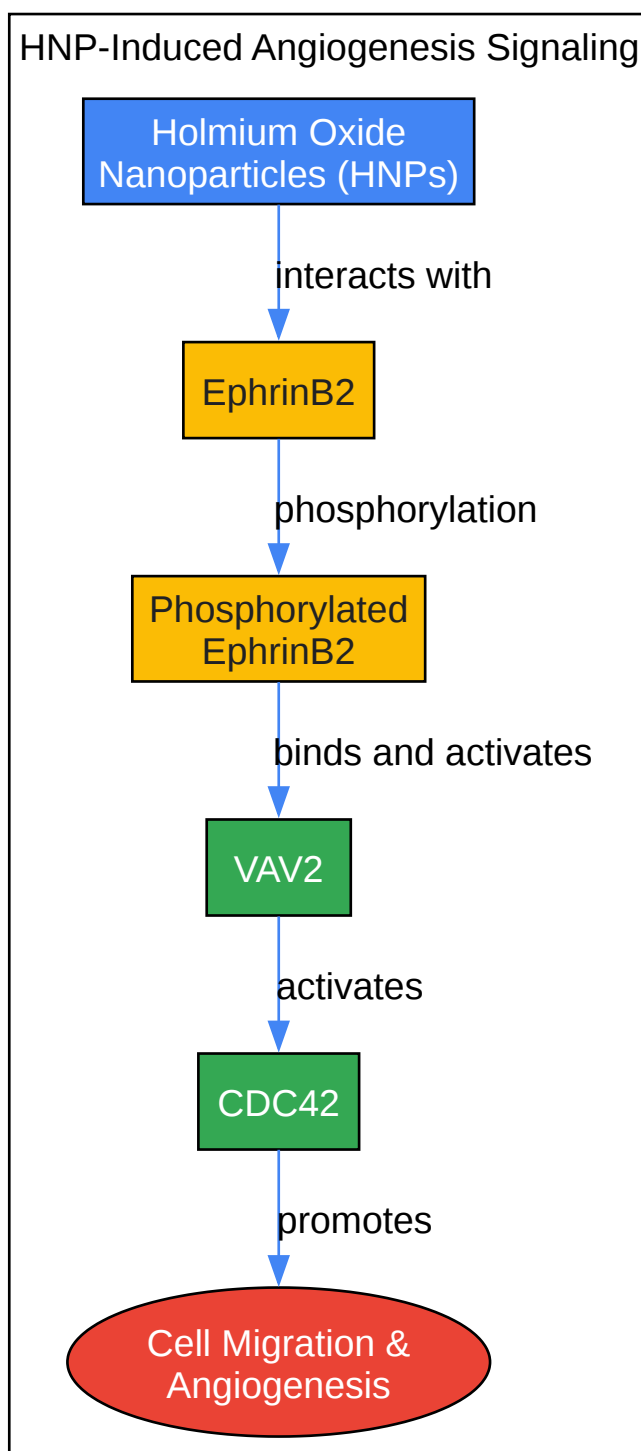 HNP-Induced Angiogenesis Signaling
Holmium Oxide
Nanoparticles (HNPs)
interacts with
EphrinB2
phosphorylation
Phosphorylated
EphrinB2
binds and activates
VAV2
activates
CDC42
promotes
Cell Migration &
Angiogenesis